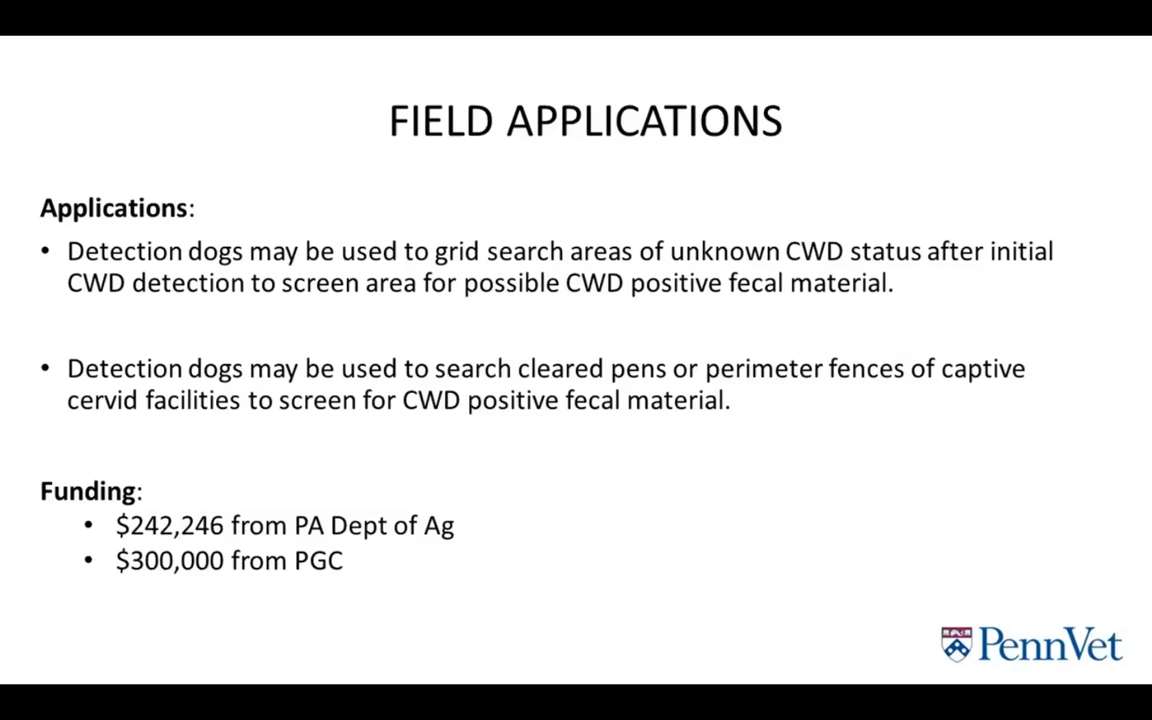 FIELD APPLICATIONS
Applications:
• Detection dogs may be used to grid search areas of unknown CWD status after initial
CWD detection to screen area for possible CWD positive fecal material.
• Detection dogs may be used to search cleared pens or perimeter fences of captive
cervid facilities to screen for CWD positive fecal material.
Funding:
• $242,246 from PA Dept of Ag
• $300,000 from PGC
PennVet